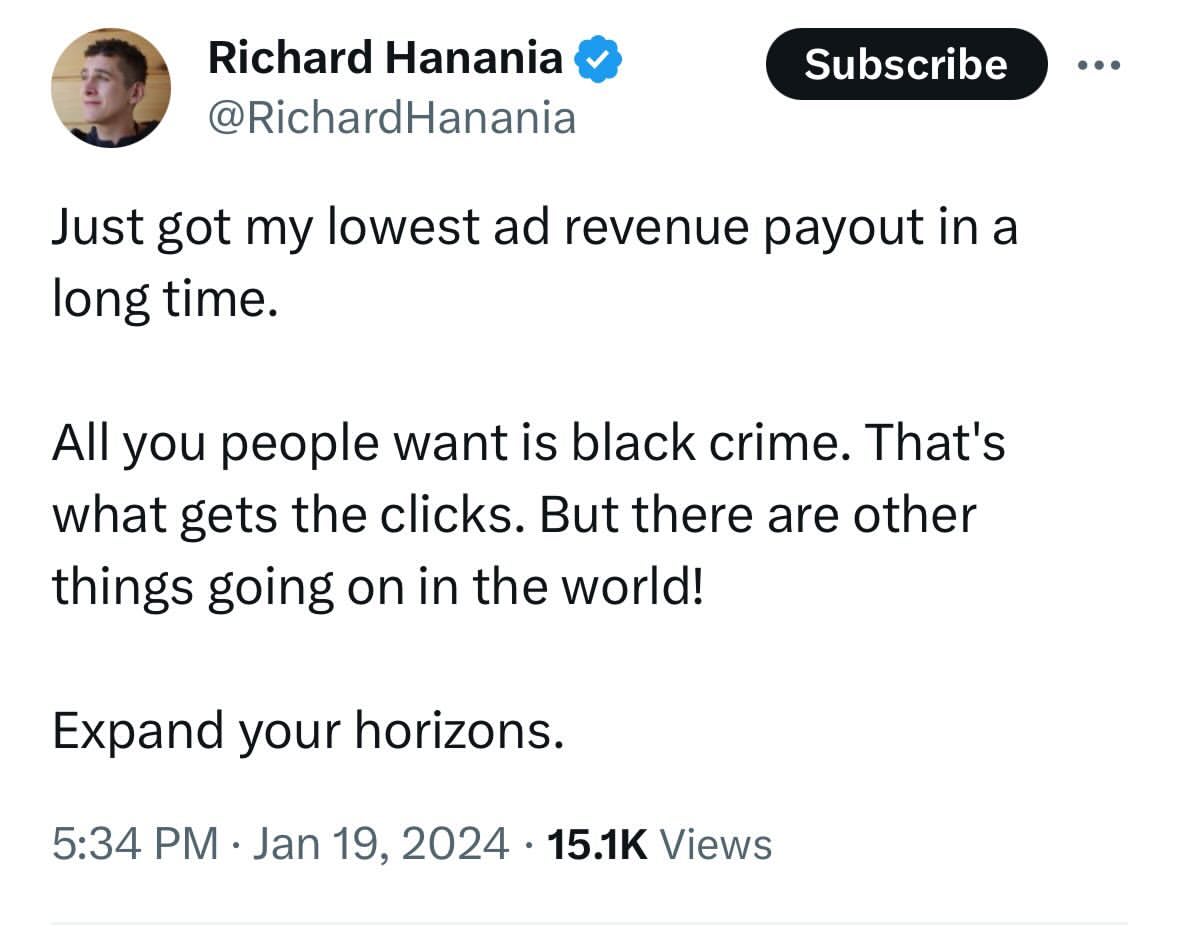 Richard Hanania
Subscribe
@RichardHanania
Just got my lowest ad revenue payout in a
long time.
All you people want is black crime. That's
what gets the clicks. But there are other
things going on in the world!
Expand your horizons.
5:34 PM · Jan 19, 2024 · 15.1K Views